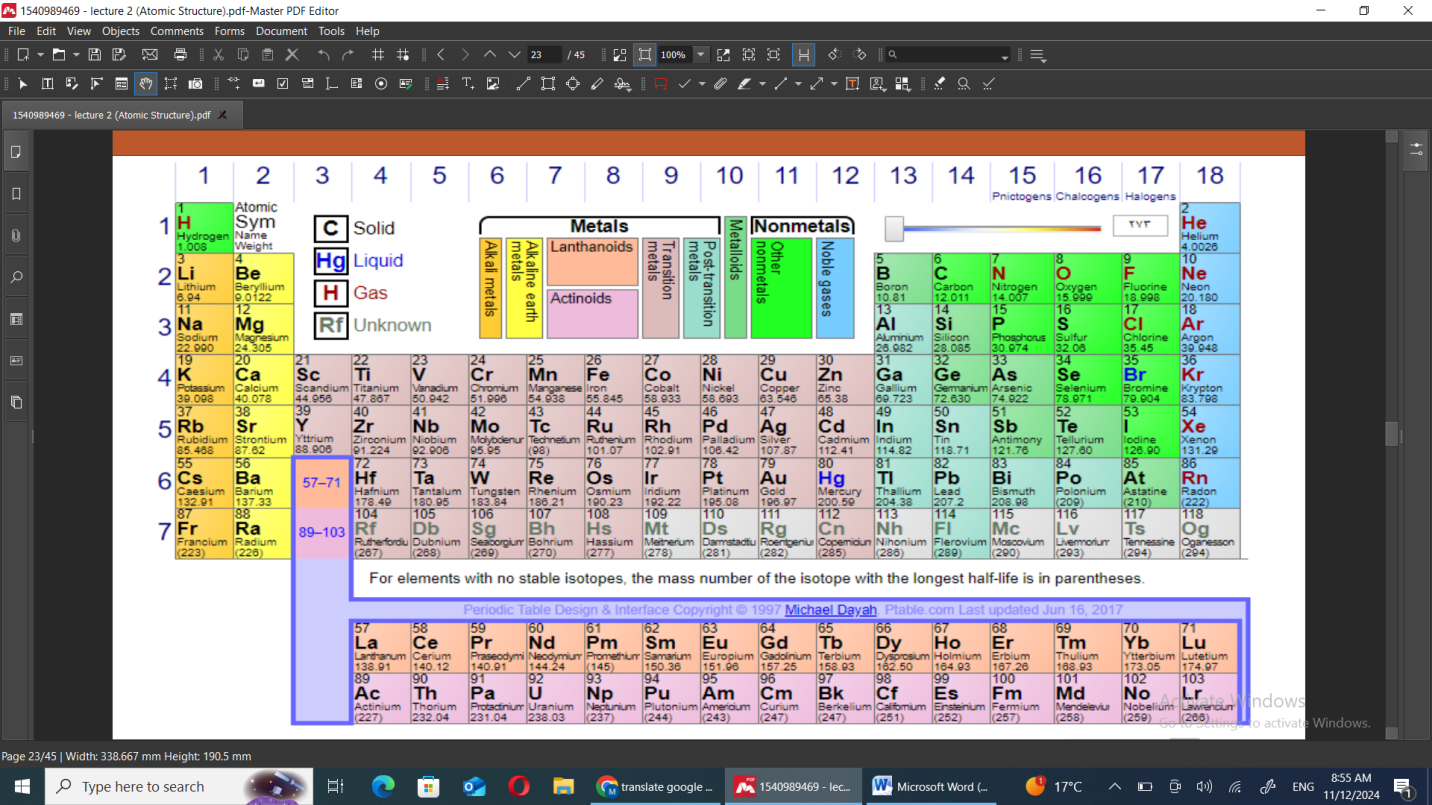 1540989469 - lecture 2 (Atomic Structure).pdf-Master PDF Editor
File Edit View Objects Comments Forms Document Tools Help
23 / 45 100%
1540989469 - lecture 2 (Atomic Structure).pdf
1 2 3 4 5 6 7 8 9 10 11 12 13 14 15 16 17 18
Pnictogens Chalcogens Halogens
1
1 H Hydrogen 1.008
Atomic Sym Name Weight
C Solid
Hg Liquid
H Gas
Rf Unknown
Metals
Alkali metals
Alkaline earth metals
Lanthanoids
Actinoids
Transition metals
Post-transition metals
Metalloids
Nonmetals
Other nonmetals
Noble gases
٢٧٣
2 He Helium 4.0026
2
3 Li Lithium 6.94
4 Be Beryllium 9.0122
5 B Boron 10.81
6 C Carbon 12.011
7 N Nitrogen 14.007
8 O Oxygen 15.999
9 F Fluorine 18.998
10 Ne Neon 20.180
3
11 Na Sodium 22.990
12 Mg Magnesium 24.305
13 Al Aluminium 26.982
14 Si Silicon 28.085
15 P Phosphorus 30.974
16 S Sulfur 32.06
17 Cl Chlorine 35.45
18 Ar Argon 39.948
4
19 K Potassium 39.098
20 Ca Calcium 40.078
21 Sc Scandium 44.956
22 Ti Titanium 47.867
23 V Vanadium 50.942
24 Cr Chromium 51.996
25 Mn Manganese 54.938
26 Fe Iron 55.845
27 Co Cobalt 58.933
28 Ni Nickel 58.693
29 Cu Copper 63.546
30 Zn Zinc 65.38
31 Ga Gallium 69.723
32 Ge Germanium 72.630
33 As Arsenic 74.922
34 Se Selenium 78.971
35 Br Bromine 79.904
36 Kr Krypton 83.798
5
37 Rb Rubidium 85.468
38 Sr Strontium 87.62
39 Y Yttrium 88.906
40 Zr Zirconium 91.224
41 Nb Niobium 92.906
42 Mo Molybdenur 95.95
43 Tc Technetium (98)
44 Ru Ruthenium 101.07
45 Rh Rhodium 102.91
46 Pd Palladium 106.42
47 Ag Silver 107.87
48 Cd Cadmium 112.41
49 In Indium 114.82
50 Sn Tin 118.71
51 Sb Antimony 121.76
52 Te Tellurium 127.60
53 I Iodine 126.90
54 Xe Xenon 131.29
6
55 Cs Caesium 132.91
56 Ba Barium 137.33
57–71
72 Hf Hafnium 178.49
73 Ta Tantalum 180.95
74 W Tungsten 183.84
75 Re Rhenium 186.21
76 Os Osmium 190.23
77 Ir Iridium 192.22
78 Pt Platinum 195.08
79 Au Gold 196.97
80 Hg Mercury 200.59
81 Tl Thallium 204.38
82 Pb Lead 207.2
83 Bi Bismuth 208.98
84 Po Polonium (209)
85 At Astatine (210)
86 Rn Radon (222)
7
87 Fr Francium (223)
88 Ra Radium (226)
89–103
104 Rf Rutherfordiu (267)
105 Db Dubnium (268)
106 Sg Seaborgium (269)
107 Bh Bohrium (270)
108 Hs Hassium (277)
109 Mt Meitnerium (278)
110 Ds Darmstadtiu (281)
111 Rg Roentgeniur (282)
112 Cn Copernicium (285)
113 Nh Nihonium (286)
114 Fl Flerovium (289)
115 Mc Moscovium (290)
116 Lv Livermoriurr (293)
117 Ts Tennessine (294)
118 Og Oganesson (294)
For elements with no stable isotopes, the mass number of the isotope with the longest half-life is in parentheses.
Periodic Table Design & Interface Copyright © 1997 Michael Dayah. Ptable.com Last updated Jun 16, 2017
57 La Lanthanum 138.91
58 Ce Cerium 140.12
59 Pr Praseodymi 140.91
60 Nd Neodymiurr 144.24
61 Pm Promethiurr (145)
62 Sm Samarium 150.36
63 Eu Europium 151.96
64 Gd Gadolinium 157.25
65 Tb Terbium 158.93
66 Dy Dysprosium 162.50
67 Ho Holmium 164.93
68 Er Erbium 167.26
69 Tm Thulium 168.93
70 Yb Ytterbium 173.05
71 Lu Lutetium 174.97
89 Ac Actinium (227)
90 Th Thorium 232.04
91 Pa Protactiniurr 231.04
92 U Uranium 238.03
93 Np Neptunium (237)
94 Pu Plutonium (244)
95 Am Americium (243)
96 Cm Curium (247)
97 Bk Berkelium (247)
98 Cf Californium (251)
99 Es Einsteinium (252)
100 Fm Fermium (257)
101 Md Mendeleviur (258)
102 No Nobelium (259)
103 Lr Lawrencium (266)
Activate Windows
Go to Settings to activate Windows.
Page 23/45 | Width: 338.667 mm Height: 190.5 mm
Type here to search
translate google ...
1540989469 - lec...
Microsoft Word (...
1
17°C
ENG
8:55 AM
11/12/2024
1